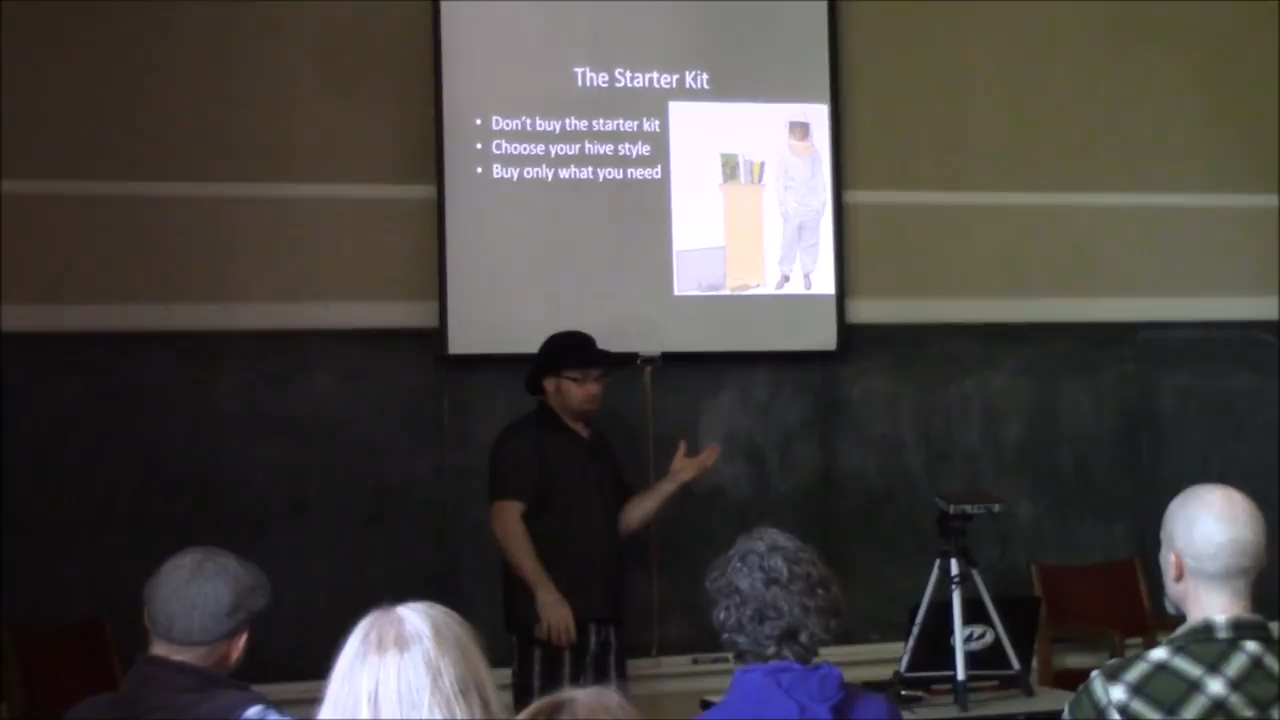 The Starter Kit
• Don't buy the starter kit
• Choose your hive style
• Buy only what you need